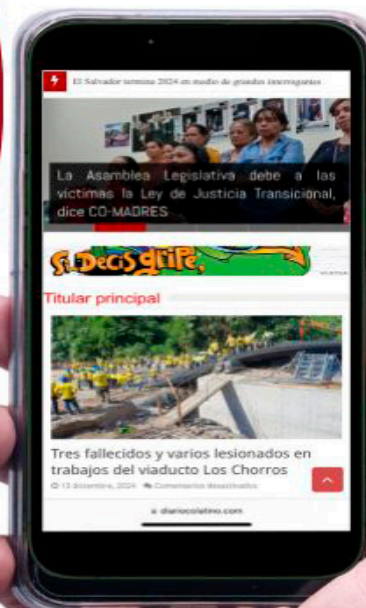 El Salvador termina 2024 en medio de grandes interrogantes
La Asamblea Legislativa debe a las
víctimas la Ley de Justicia Transicional,
dice CO-MADRES
Si Decís gripe,
Titular principal
Tres fallecidos y varios lesionados en
trabajos del viaducto Los Chorros
13 diciembre, 2024 Comentarios desactivados
diariocolatino.com